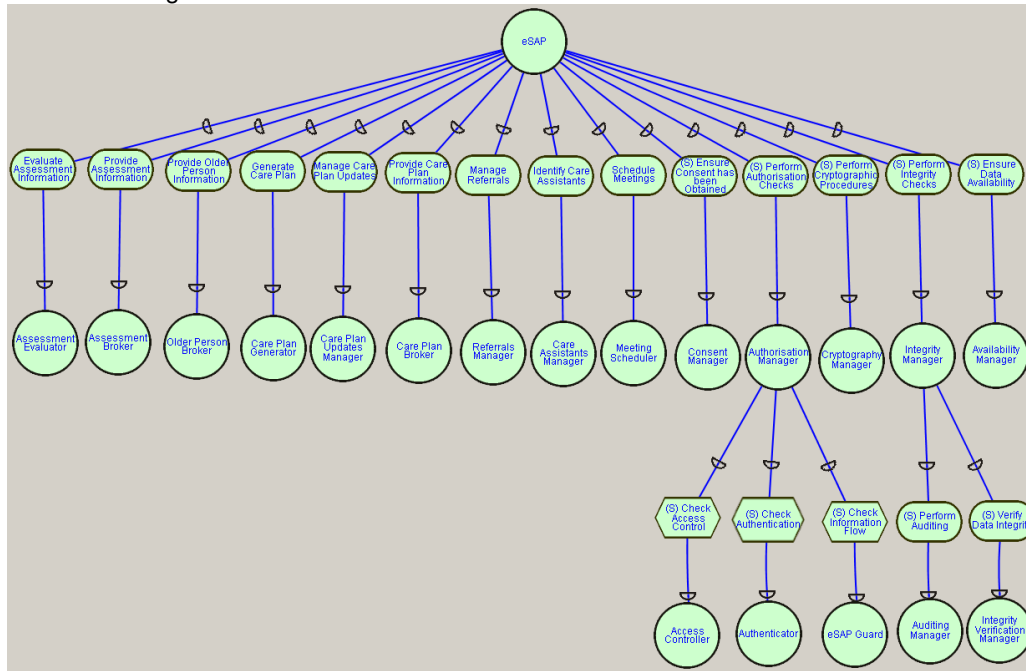 eSAP
Evaluate
Assessment
Information
Provide
Assessment
Information
Provide Older
Person
Information
Generate
Care Plan
Manage Care
Plan Updates
Provide Care
Plan
Information
Manage
Referrals
Identify Care
Assistants
Schedule
Meetings
(S) Ensure
Consent has
been
Obtained
(S) Perform
Authorisation
Checks
(S) Perform
Cryptographic
Procedures
(S) Perform
Integrity
Checks
(S) Ensure
Data
Availability
Assessment
Evaluator
Assessment
Broker
Older Person
Broker
Care Plan
Generator
Care Plan
Updates
Manager
Care Plan
Broker
Referrals
Manager
Care
Assistants
Manager
Meeting
Scheduler
Consent
Manager
Authorisation
Manager
Cryptography
Manager
Integrity
Manager
Availability
Manager
(S) Check
Access
Control
(S) Check
Authentication
(S) Check
Information
Flow
(S) Perform
Auditing
(S) Verify
Data Integrit
Access
Controller
Authenticator
eSAP Guard
Auditing
Manager
Integrity
Verification
Manager